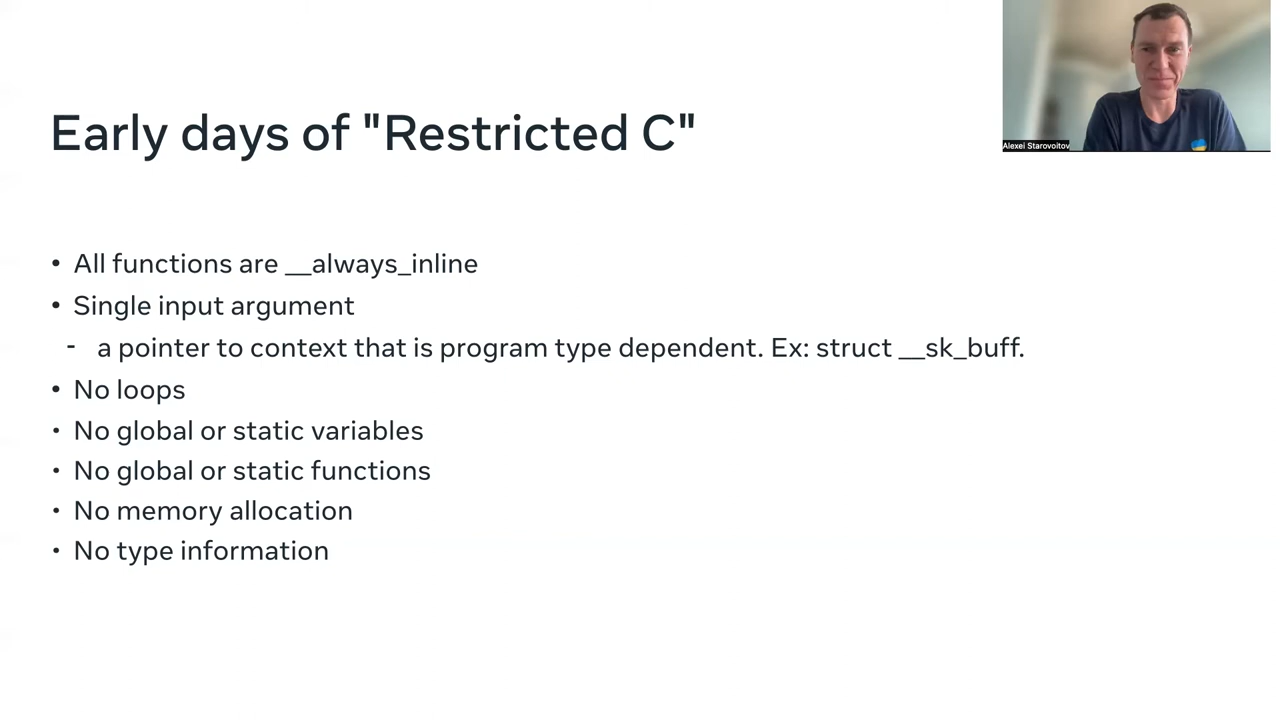 Early days of "Restricted C"
Alexei Starovoitov
• All functions are __always_inline
• Single input argument
- a pointer to context that is program type dependent. Ex: struct __sk_buff.
• No loops
• No global or static variables
• No global or static functions
• No memory allocation
• No type information